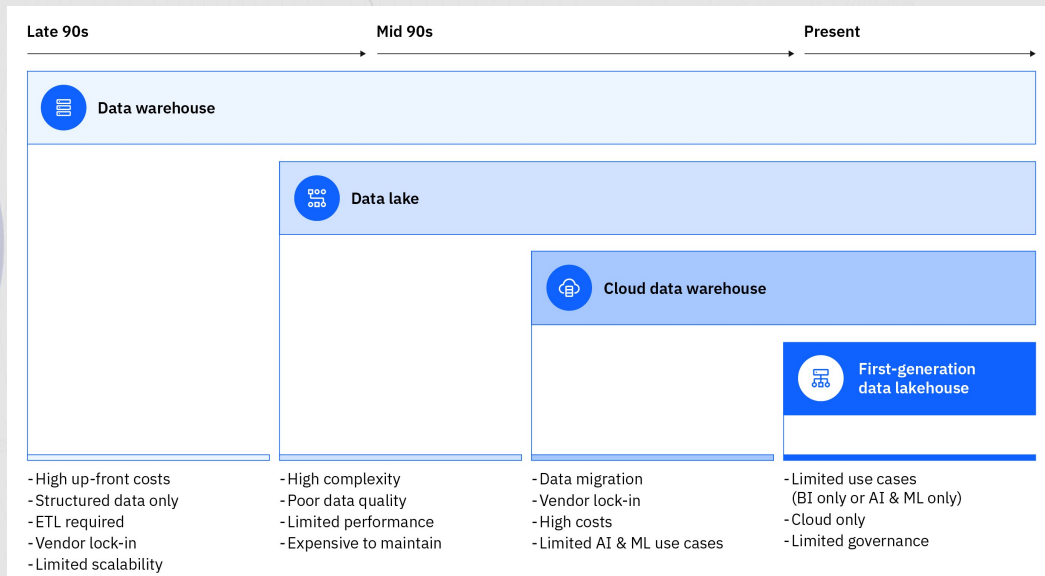 Late 90s
Mid 90s
Present
Data warehouse
Data lake
Cloud data warehouse
First-generation
data lakehouse
-High up-front costs
-Structured data only
-ETL required
-Vendor lock-in
-Limited scalability
-High complexity
-Poor data quality
-Limited performance
-Expensive to maintain
-Data migration
-Vendor lock-in
-High costs
-Limited AI & ML use cases
-Limited use cases
(BI only or AI & ML only)
-Cloud only
-Limited governance